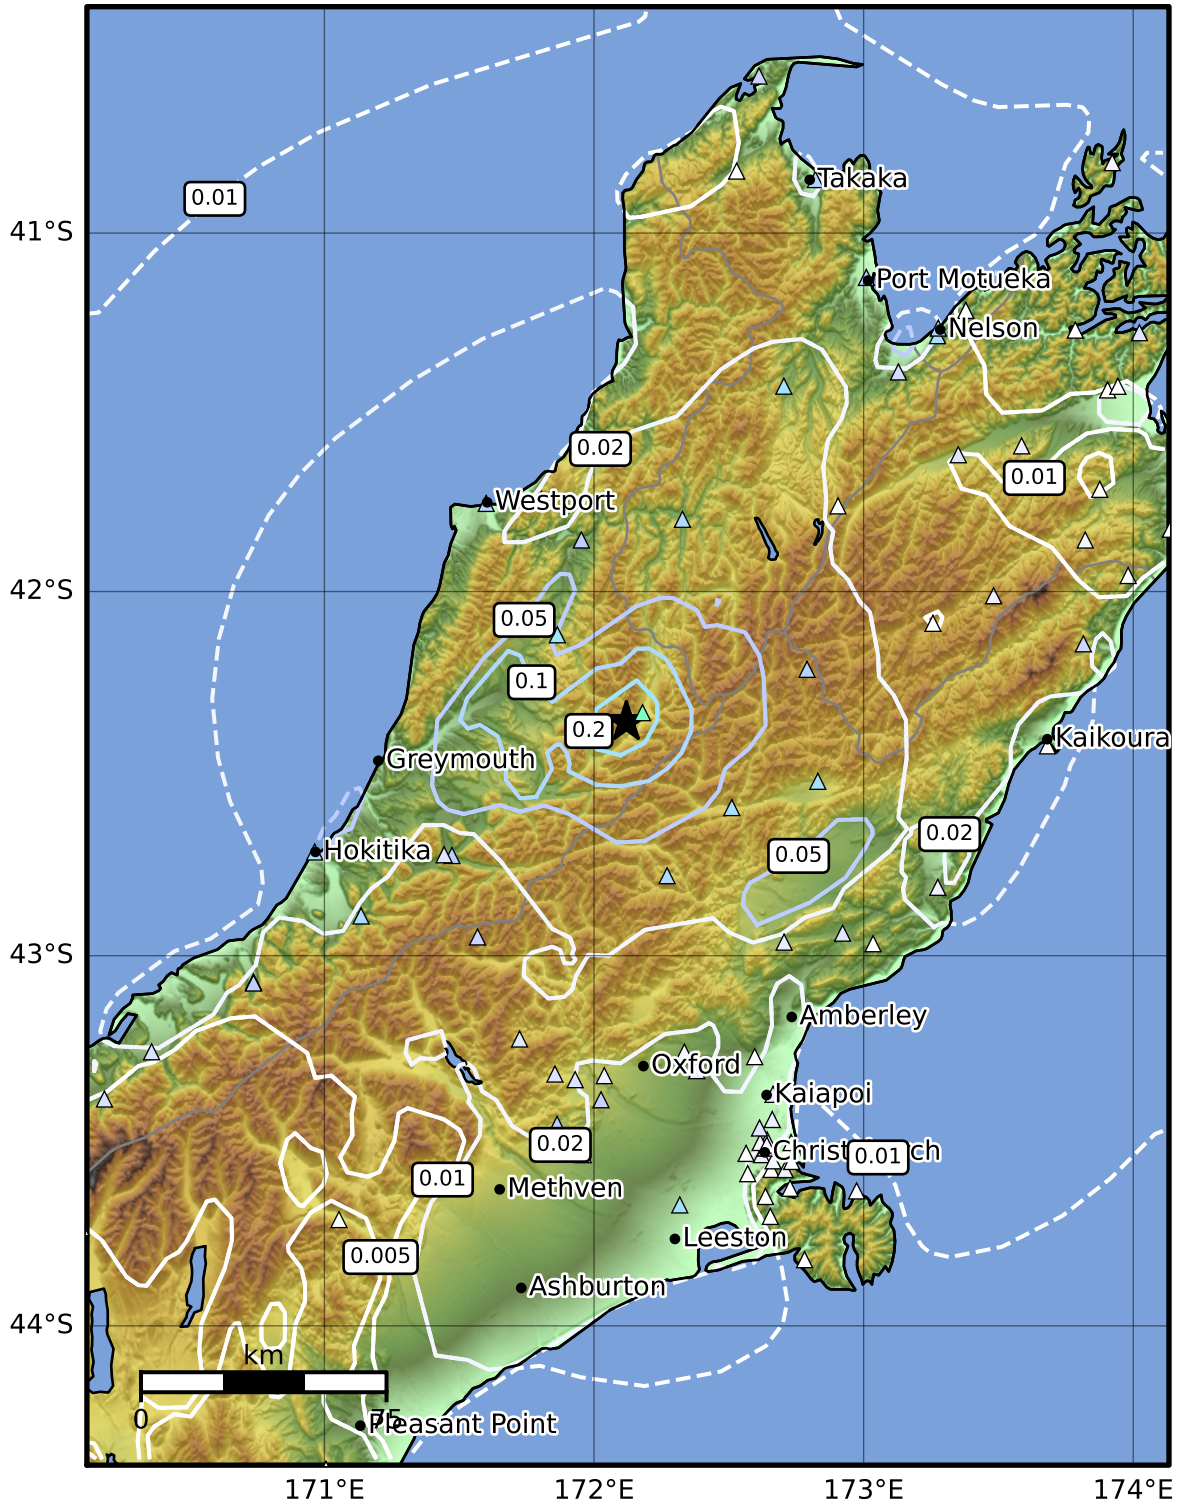 0.01
Takaka
41°S
Port Motueka
Nelson
0.02
0.01
Westport
42°S
0.05
0.1
0.2
Kaikoura
Greymouth
0.02
Hokitika
0.05
43°S
Amberley
Oxford
Kaiapoi
0.02
Christ ch
0.01
0.01
Methven
Leeston
0.005
Ashburton
44°S
km
0
75
Pleasant Point
171°E
172°E
173°E
174°E